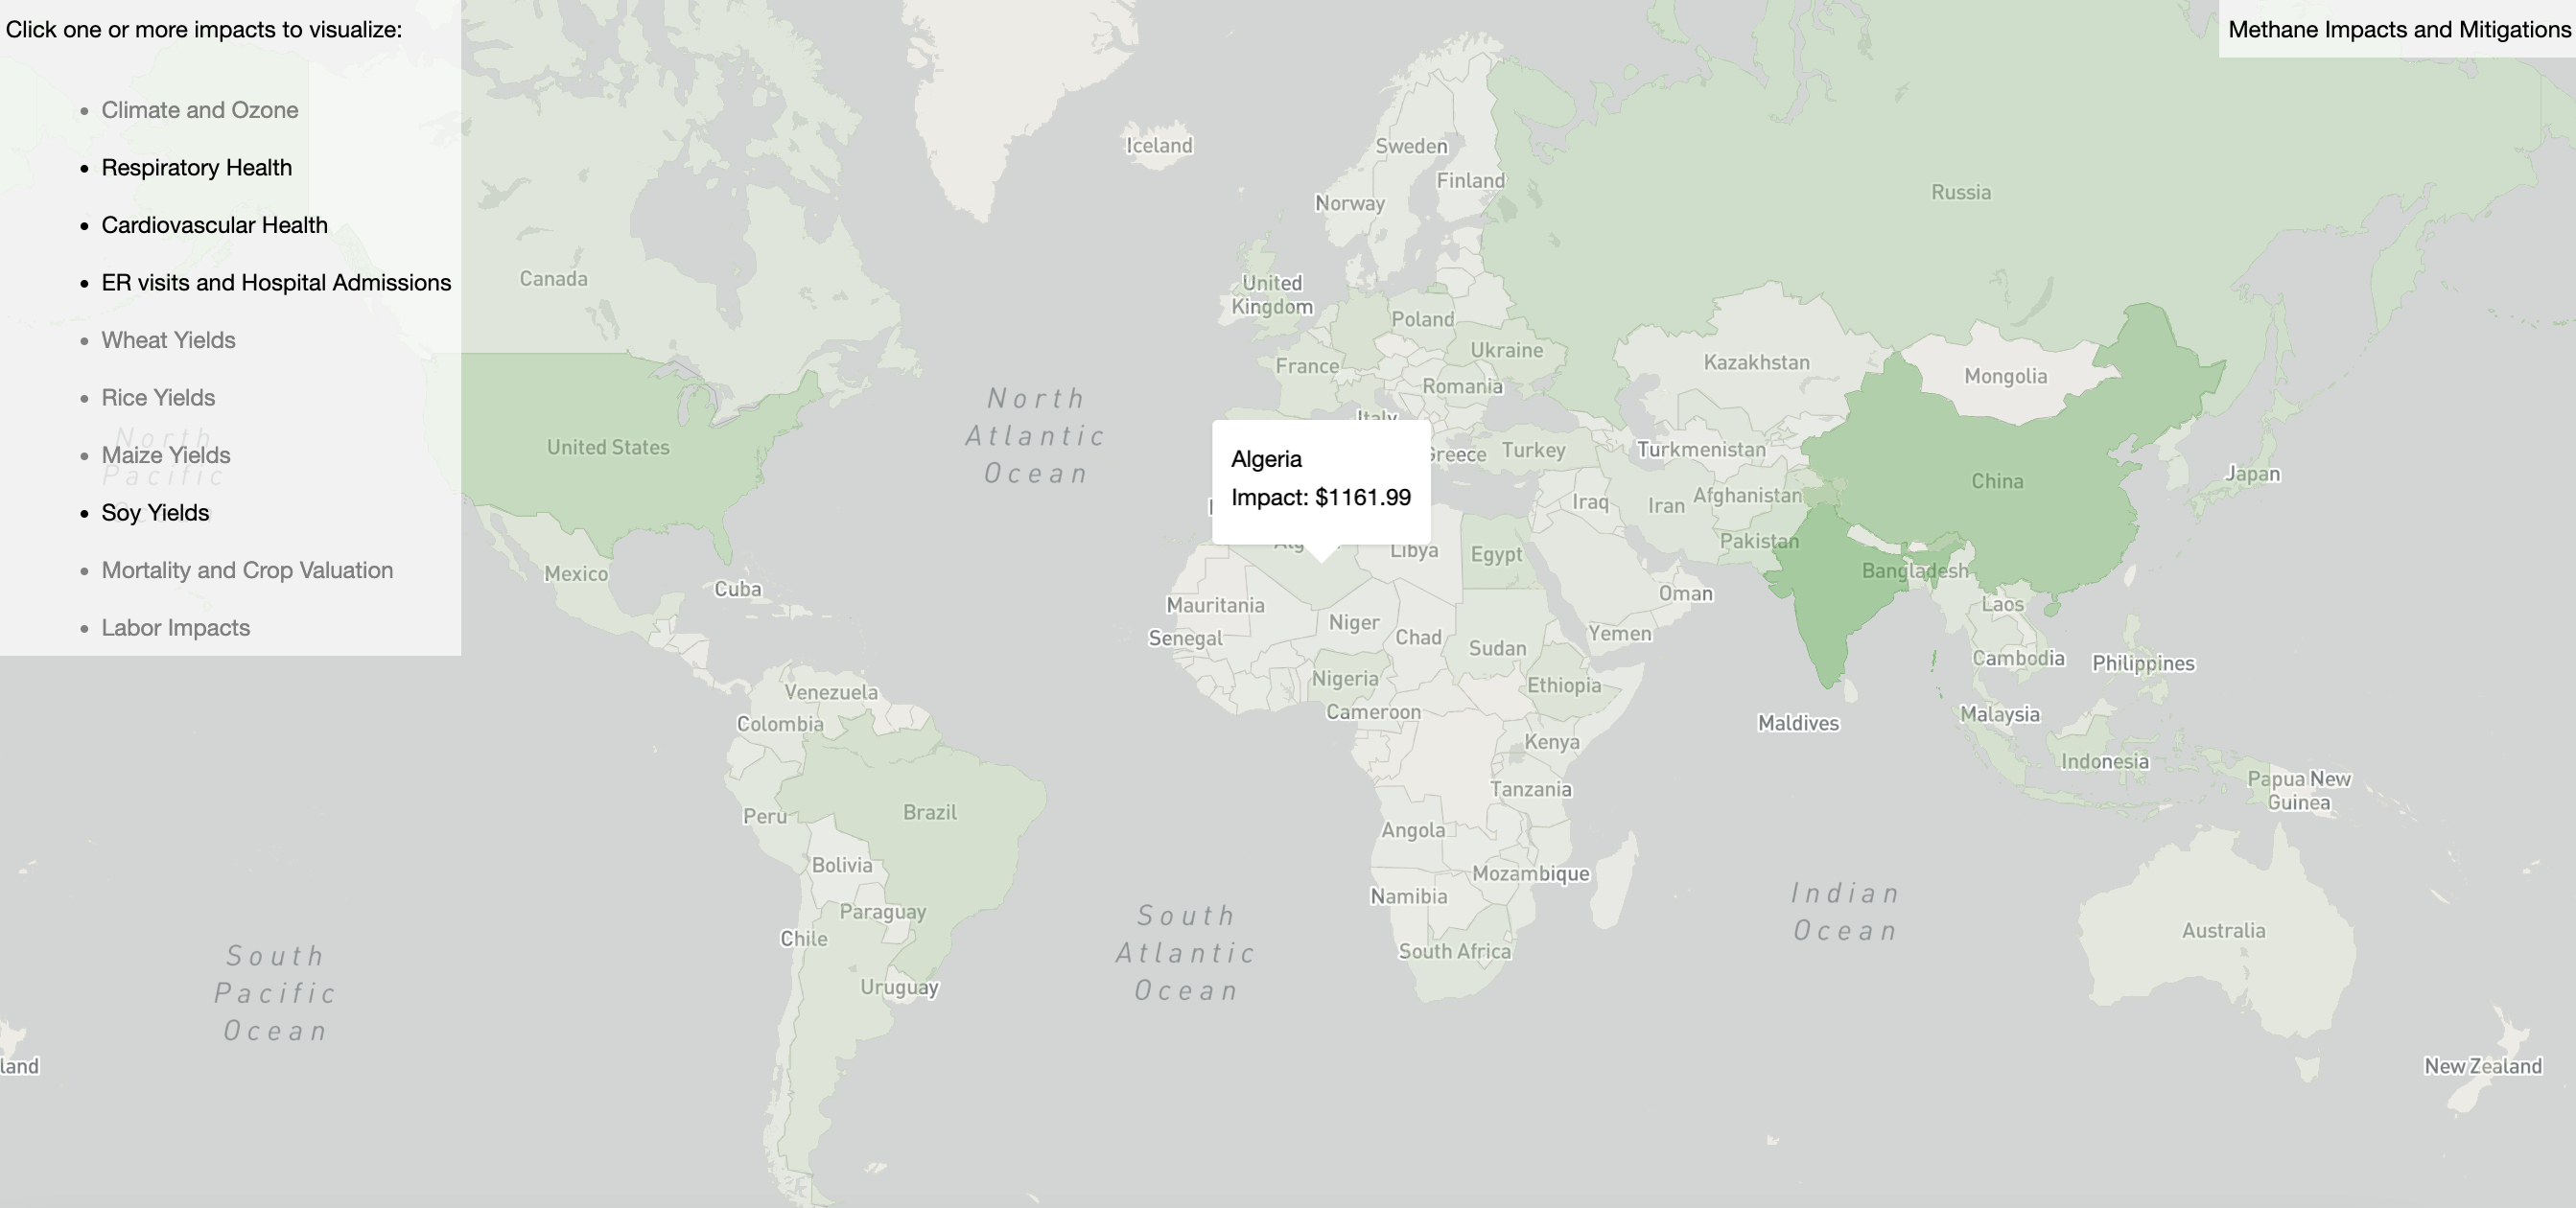 Click one or more impacts to visualize:
Climate and Ozone
Respiratory Health
Cardiovascular Health
ER visits and Hospital Admissions
Wheat Yields
Rice Yields
Maize Yields
Soy Yields
Mortality and Crop Valuation
Labor Impacts
Methane Impacts and Mitigations
Algeria
Impact: $1161.99
Iceland
Sweden
Finland
Norway
Russia
Canada
United
Kingdom
Poland
Ukraine
France
Romania
Italy
Kazakhstan
Mongolia
North
Atlantic
Ocean
North
Pacific
United States
Turkey
Turkmenistan
China
Japan
Iraq
Iran
Afghanistan
Pakistan
Libya
Egypt
Bangladesh
Mexico
Cuba
Mauritania
Oman
Laos
Niger
Chad
Senegal
Sudan
Yemen
Cambodia
Philippines
Nigeria
Ethiopia
Venezuela
Colombia
Cameroon
Maldives
Malaysia
Kenya
Indonesia
Papua New
Guinea
Tanzania
Peru
Brazil
Angola
Bolivia
Mozambique
Namibia
Indian
Ocean
Paraguay
Chile
South
Atlantic
Ocean
South Africa
Australia
South
Pacific
Ocean
Uruguay
land
New Zealand